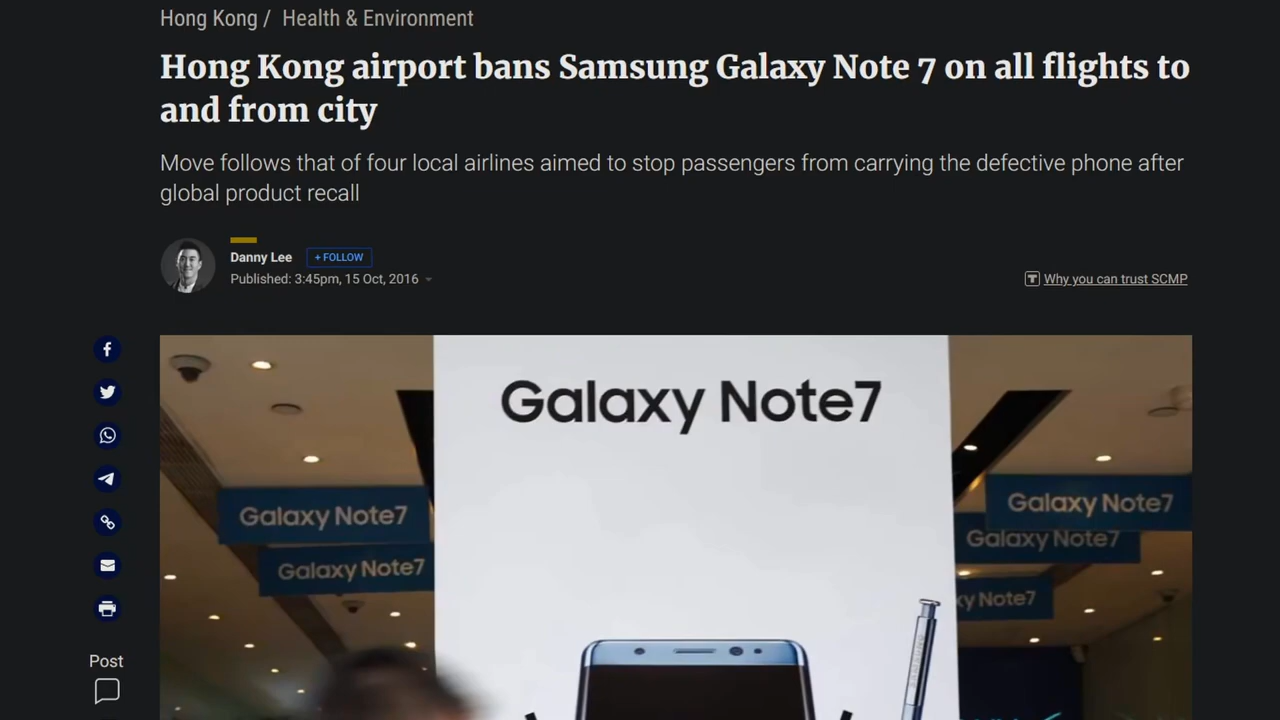 Hong Kong / Health & Environment
Hong Kong airport bans Samsung Galaxy Note 7 on all flights to
and from city
Move follows that of four local airlines aimed to stop passengers from carrying the defective phone after
global product recall
Danny Lee
+ FOLLOW
Published: 3:45pm, 15 Oct, 2016
Why you can trust SCMP
Galaxy Note7
Galaxy Note7
Galaxy Note7
Galaxy Note7
Galaxy Note7
xy Note7
SAMSUNG
Post